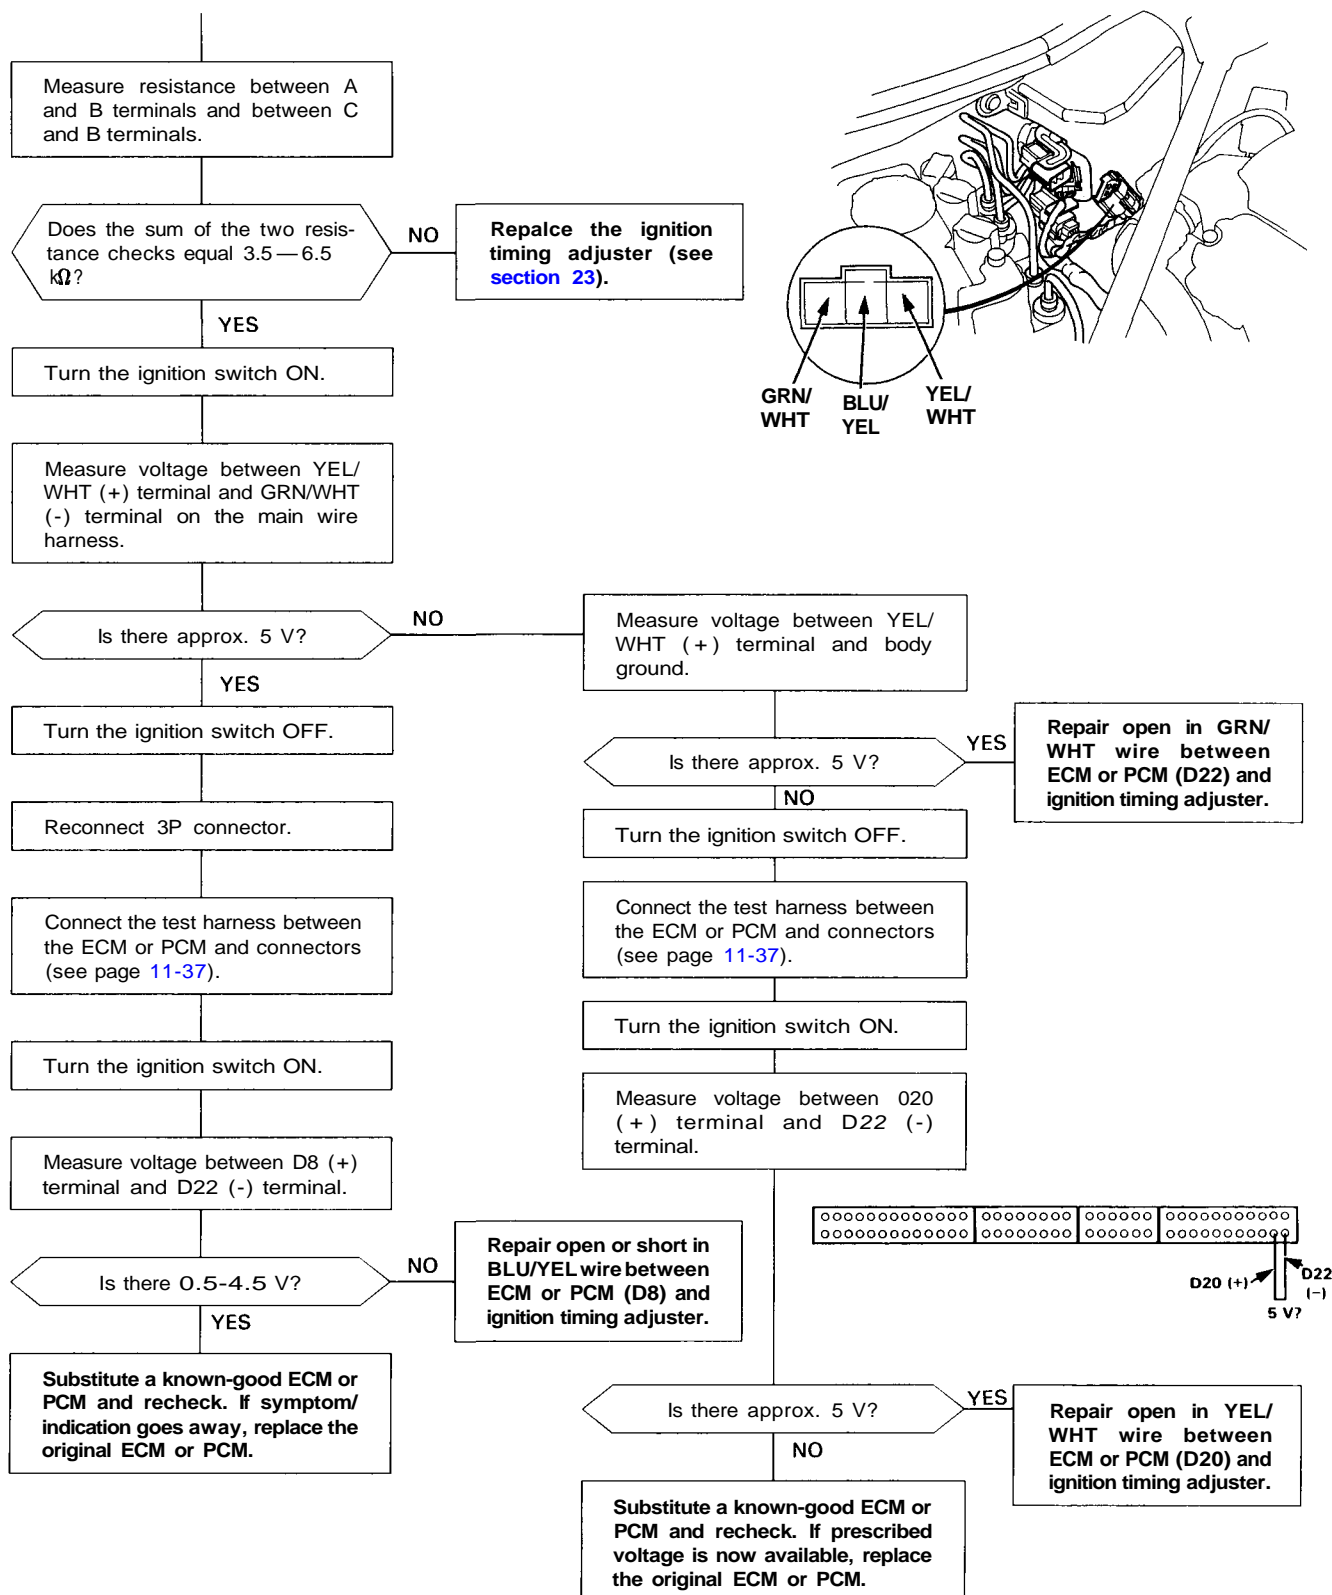 Measure resistance between A
and B terminals and between C
and B terminals.
Does the sum of the two resis-
tance checks equal 3.5 — 6.5
kΩ?
NO
Repalce the ignition
timing adjuster (see
section 23).
YES
Turn the ignition switch ON.
GRN/
WHT
BLU/
YEL
YEL/
WHT
Measure voltage between YEL/
WHT (+) terminal and GRN/WHT
(-) terminal on the main wire
harness.
Is there approx. 5 V?
NO
YES
Turn the ignition switch OFF.
Reconnect 3P connector.
Connect the test harness between
the ECM or PCM and connectors
(see page 11-37).
Turn the ignition switch ON.
Measure voltage between D8 (+)
terminal and D22 (-) terminal.
Is there 0.5-4.5 V?
NO
Repair open or short in
BLU/YEL wire between
ECM or PCM (D8) and
ignition timing adjuster.
YES
Substitute a known-good ECM or
PCM and recheck. If symptom/
indication goes away, replace the
original ECM or PCM.
Measure voltage between YEL/
WHT (+) terminal and body
ground.
Is there approx. 5 V?
YES
Repair open in GRN/
WHT wire between
ECM or PCM (D22) and
ignition timing adjuster.
NO
Turn the ignition switch OFF.
Connect the test harness between
the ECM or PCM and connectors
(see page 11-37).
Turn the ignition switch ON.
Measure voltage between 020
(+) terminal and D22 (-)
terminal.
D20 (+)
D22
(−)
5 V?
Is there approx. 5 V?
YES
Repair open in YEL/
WHT wire between
ECM or PCM (D20) and
ignition timing adjuster.
NO
Substitute a known-good ECM or
PCM and recheck. If prescribed
voltage is now available, replace
the original ECM or PCM.